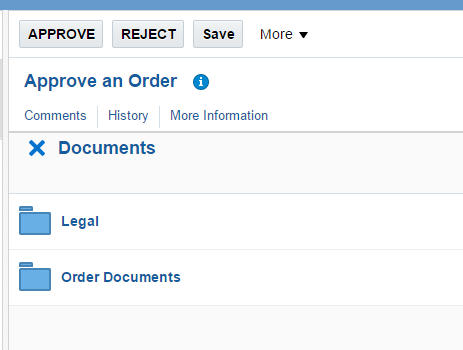 APPROVE REJECT Save More
Approve an Order
Comments History More Information
Documents
Legal
Order Documents